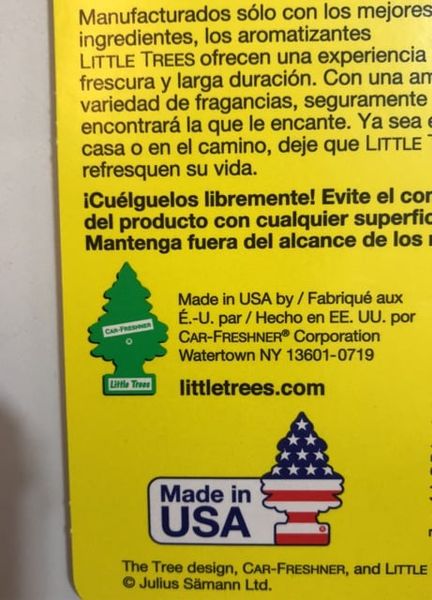 Manufacturados sólo con los mejores
ingredientes, los aromatizantes
LITTLE TREES ofrecen una experiencia
frescura y larga duración. Con una
variedad de fragancias, seguramente
encontrará la que le encante. Ya sea
casa o en el camino, deje que LITTLE
refresquen su vida.
¡Cuélguelos libremente! Evite el
del producto con cualquier
Mantenga fuera del alcance de los
CAR-FRESHNER
Little Trees
Made in USA by / Fabriqué aux
É.-U. par / Hecho en EE. UU. por
CAR-FRESHNER® Corporation
Watertown NY 13601-0719
littletrees.com
Made in
USA
The Tree design, CAR-FRESHNER, and LITTLE
© Julius Sämann Ltd.